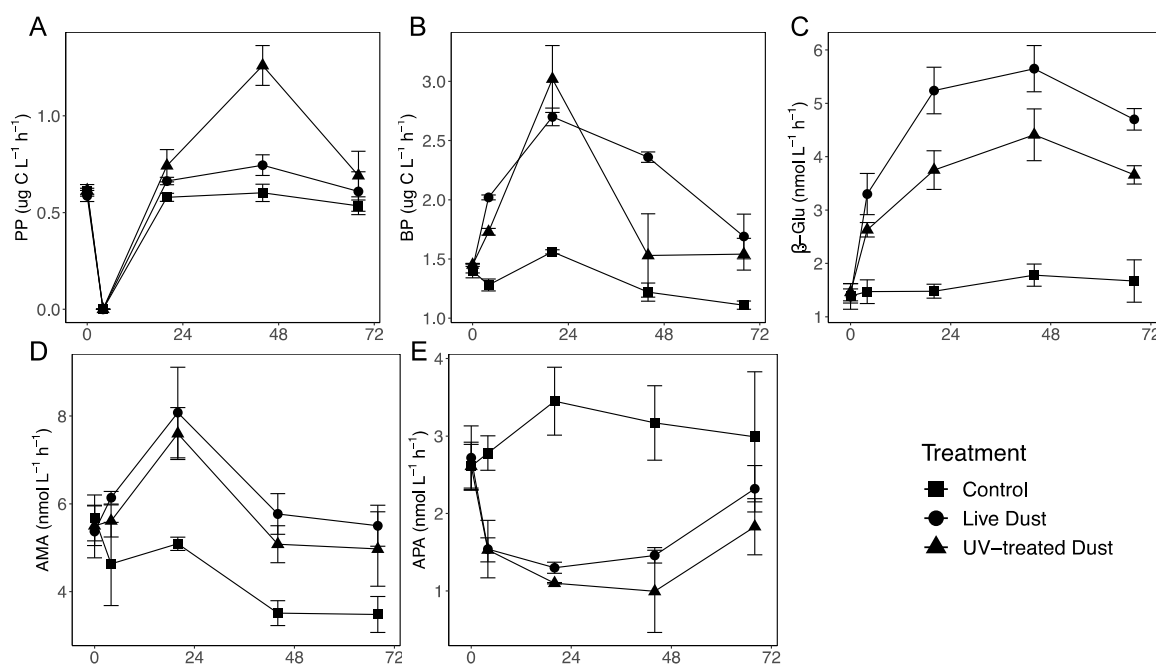 A
PP (ug C L⁻¹ h⁻¹)
1.0
0.5
0.0
0 24 48 72
B
BP (ug C L⁻¹ h⁻¹)
3.0
2.5
2.0
1.5
1.0
0 24 48 72
C
β−Glu (nmol L⁻¹ h⁻¹)
6
5
4
3
2
1
0 24 48 72
D
AMA (nmol L⁻¹ h⁻¹)
8
6
4
0 24 48 72
E
APA (nmol L⁻¹ h⁻¹)
4
3
2
1
0 24 48 72
Treatment
Control
Live Dust
UV−treated Dust